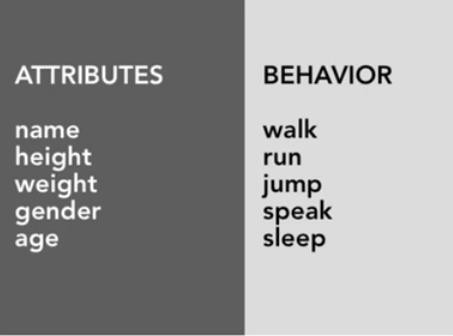 ATTRIBUTES
name
height
weight
gender
age
BEHAVIOR
walk
run
jump
speak
sleep